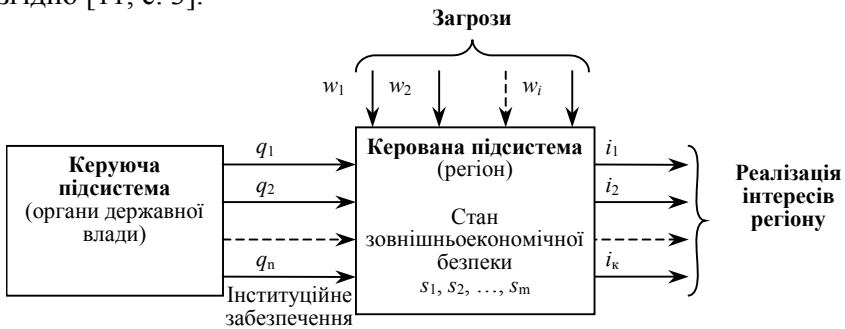 згідно [11, с. 5].
Загрози
w1 w2 wi
Керуюча
підсистема
(органи державної
влади)
q1
q2
qn
Інституційне
забезпечення
Керована підсистема
(регіон)
Стан
зовнішньоекономічної
безпеки
s1, s2, …, sm
i1
i2
iк
Реалізація
інтересів
регіону